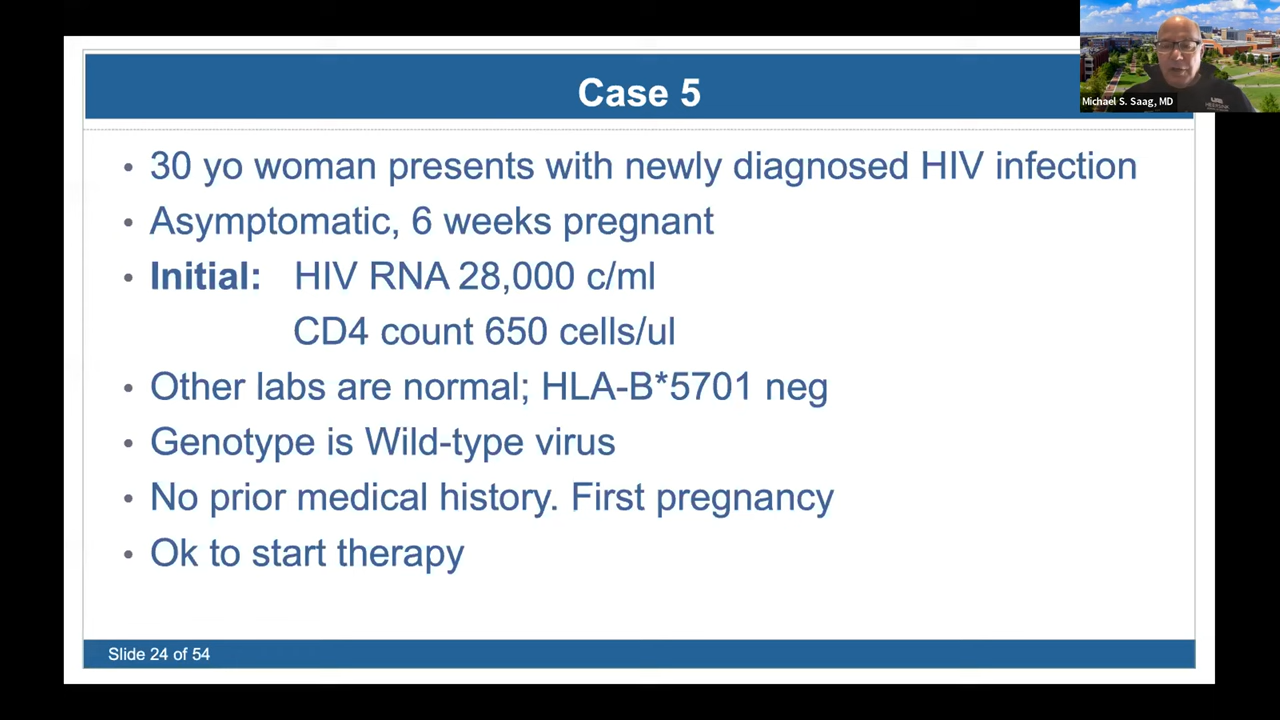 Case 5
Michael S. Saag, MD
• 30 yo woman presents with newly diagnosed HIV infection
• Asymptomatic, 6 weeks pregnant
• Initial: HIV RNA 28,000 c/ml
CD4 count 650 cells/ul
• Other labs are normal; HLA-B*5701 neg
• Genotype is Wild-type virus
• No prior medical history. First pregnancy
• Ok to start therapy
Slide 24 of 54